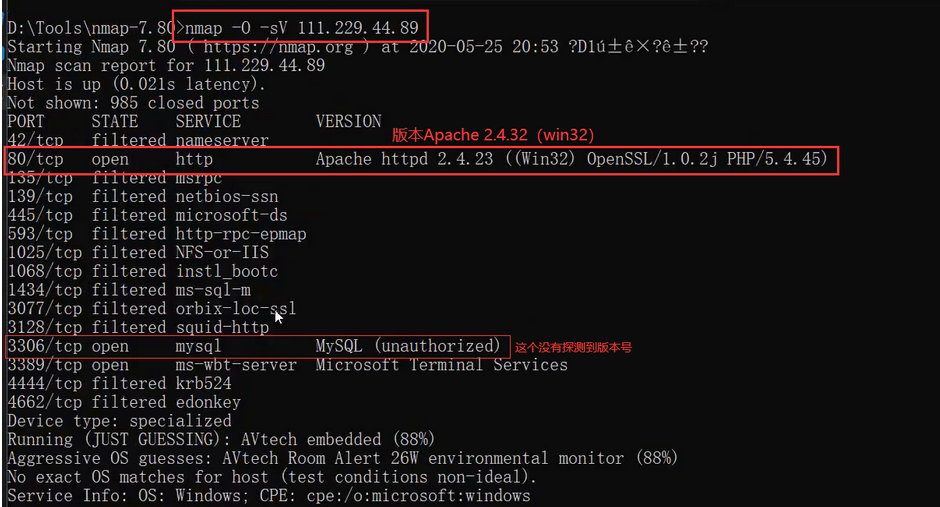 D:\Tools\nmap-7.80>nmap -O -sV 111.229.44.89
Starting Nmap 7.80 ( https://nmap.org ) at 2020-05-25 20:53 ?D1ú±ê×?ê±??
Nmap scan report for 111.229.44.89
Host is up (0.021s latency).
Not shown: 985 closed ports
PORT STATE SERVICE VERSION
版本Apache 2.4.32（win32）
42/tcp filtered nameserver
80/tcp open http Apache httpd 2.4.23 ((Win32) OpenSSL/1.0.2j PHP/5.4.45)
135/tcp filtered msrpc
139/tcp filtered netbios-ssn
445/tcp filtered microsoft-ds
593/tcp filtered http-rpc-epmap
1025/tcp filtered NFS-or-IIS
1068/tcp filtered instl_bootc
1434/tcp filtered ms-sql-m
3077/tcp filtered orbix-loc-ssl
3128/tcp filtered squid-http
3306/tcp open mysql MySQL (unauthorized) 这个没有探测到版本号
3389/tcp open ms-wbt-server Microsoft Terminal Services
4444/tcp filtered krb524
4662/tcp filtered edonkey
Device type: specialized
Running (JUST GUESSING): AVtech embedded (88%)
Aggressive OS guesses: AVtech Room Alert 26W environmental monitor (88%)
No exact OS matches for host (test conditions non-ideal).
Service Info: OS: Windows; CPE: cpe:/o:microsoft:windows